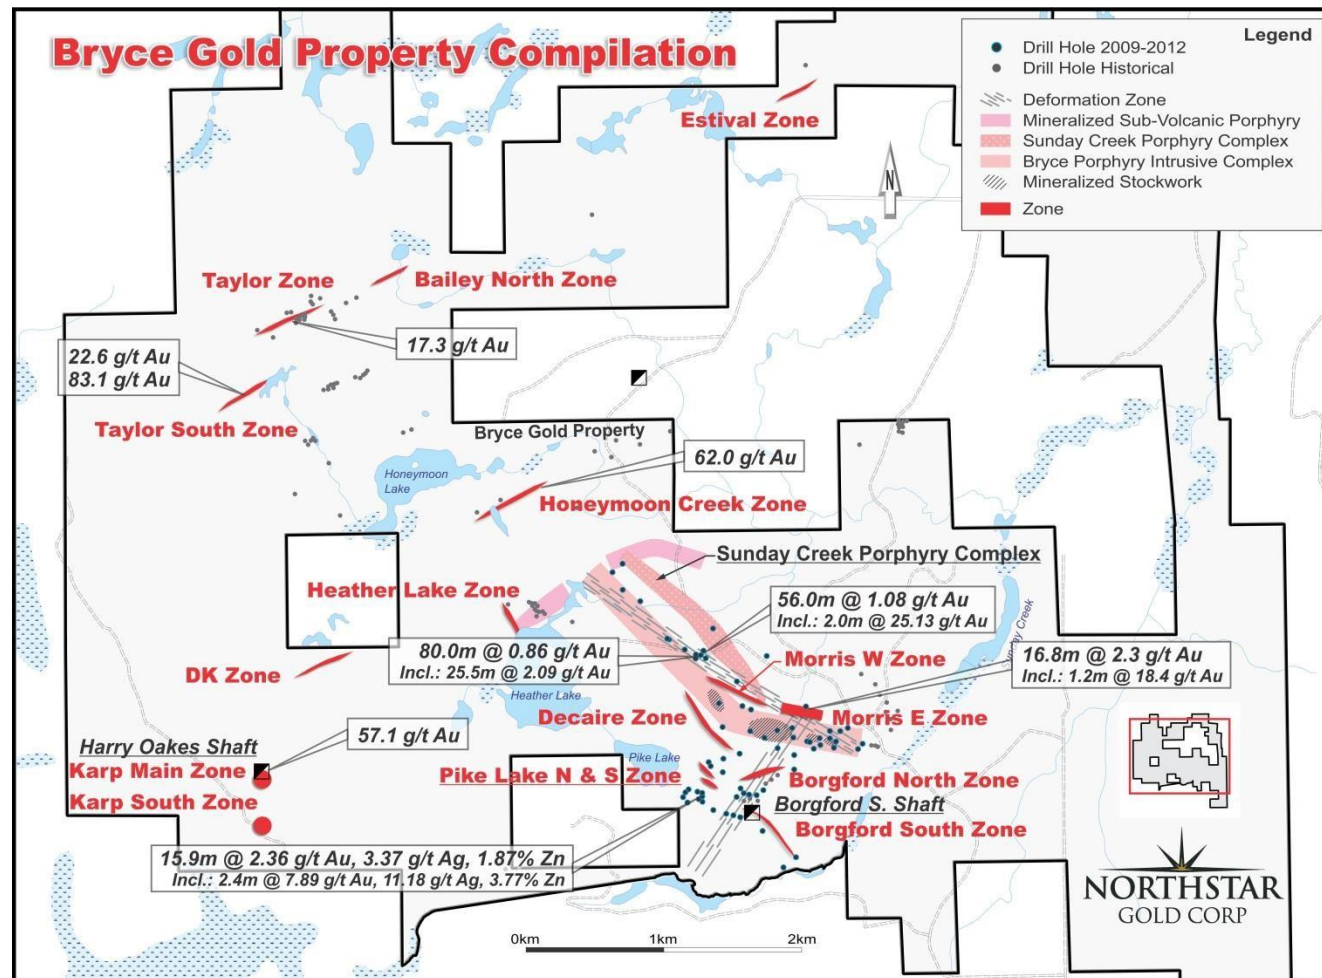 Bryce Gold Property Compilation
Legend
Drill Hole 2009-2012
Drill Hole Historical
Deformation Zone
Mineralized Sub-Volcanic Porphyry
Sunday Creek Porphyry Complex
Bryce Porphyry Intrusive Complex
Mineralized Stockwork
Zone
Estival Zone
N
Taylor Zone
Bailey North Zone
17.3 g/t Au
22.6 g/t Au
83.1 g/t Au
Taylor South Zone
Bryce Gold Property
Honeymoon
Lake
62.0 g/t Au
Honeymoon Creek Zone
Sunday Creek Porphyry Complex
Heather Lake Zone
56.0m @ 1.08 g/t Au
Incl.: 2.0m @ 25.13 g/t Au
Sunday Creek
80.0m @ 0.86 g/t Au
Incl.: 25.5m @ 2.09 g/t Au
Morris W Zone
16.8m @ 2.3 g/t Au
Incl.: 1.2m @ 18.4 g/t Au
DK Zone
Heather Lake
Decaire Zone
Morris E Zone
57.1 g/t Au
Harry Oakes Shaft
Karp Main Zone
Karp South Zone
Pike Lake
Pike Lake N & S Zone
Borgford North Zone
Borgford S. Shaft
Borgford South Zone
15.9m @ 2.36 g/t Au, 3.37 g/t Ag, 1.87% Zn
Incl.: 2.4m @ 7.89 g/t Au, 11.18 g/t Ag, 3.77% Zn
NORTHSTAR
GOLD CORP
0km 1km 2km